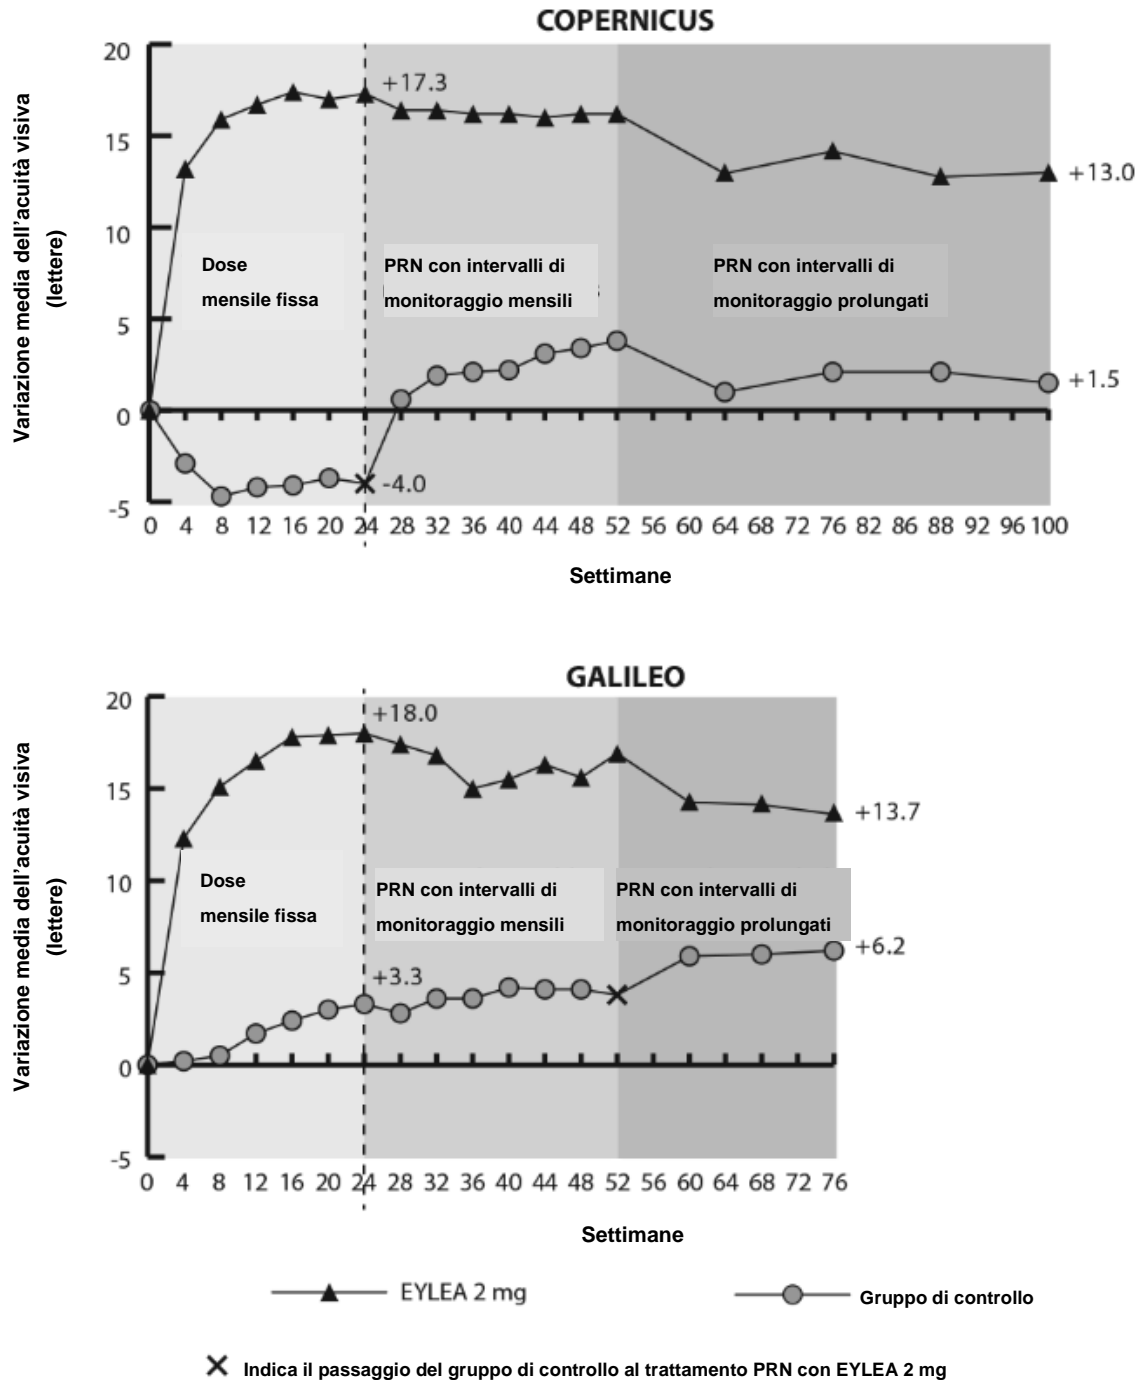 COPERNICUS
Variazione media dell'acuità visiva
(lettere)
20
15
10
5
0
-5
+17.3
+13.0
Dose
mensile fissa
PRN con intervalli di
monitoraggio mensili
PRN con intervalli di
monitoraggio prolungati
+1.5
-4.0
0 4 8 12 16 20 24 28 32 36 40 44 48 52 56 60 64 68 72 76 82 86 88 92 96 100
Settimane
GALILEO
Variazione media dell'acuità visiva
(lettere)
20
15
10
5
0
-5
+18.0
+13.7
Dose
mensile fissa
PRN con intervalli di
monitoraggio mensili
PRN con intervalli di
monitoraggio prolungati
+3.3
+6.2
0 4 8 12 16 20 24 28 32 36 40 44 48 52 56 60 64 68 72 76
Settimane
EYLEA 2 mg
Gruppo di controllo
Indica il passaggio del gruppo di controllo al trattamento PRN con EYLEA 2 mg